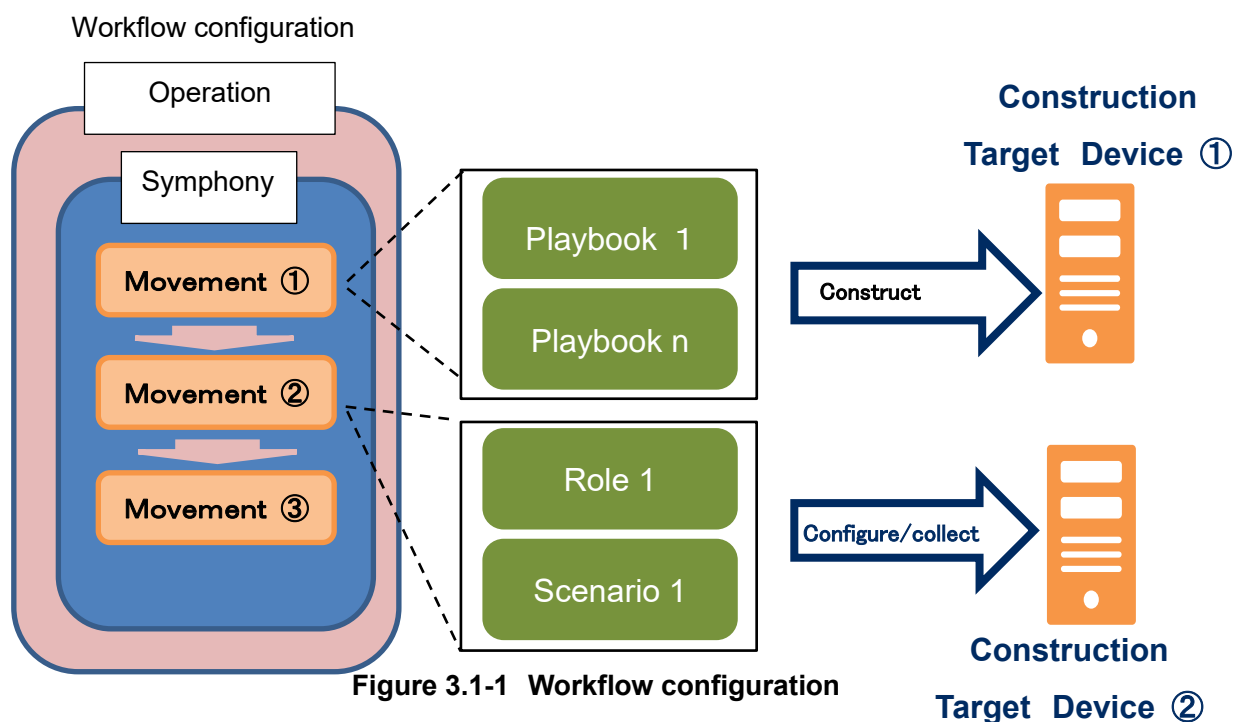 Workflow configuration
Operation
Symphony
Movement ①
Movement ②
Movement ③
Playbook 1
Playbook n
Role 1
Scenario 1
Construct
Configure/collect
Construction
Target Device ①
Construction
Target Device ②
Figure 3.1-1 Workflow configuration